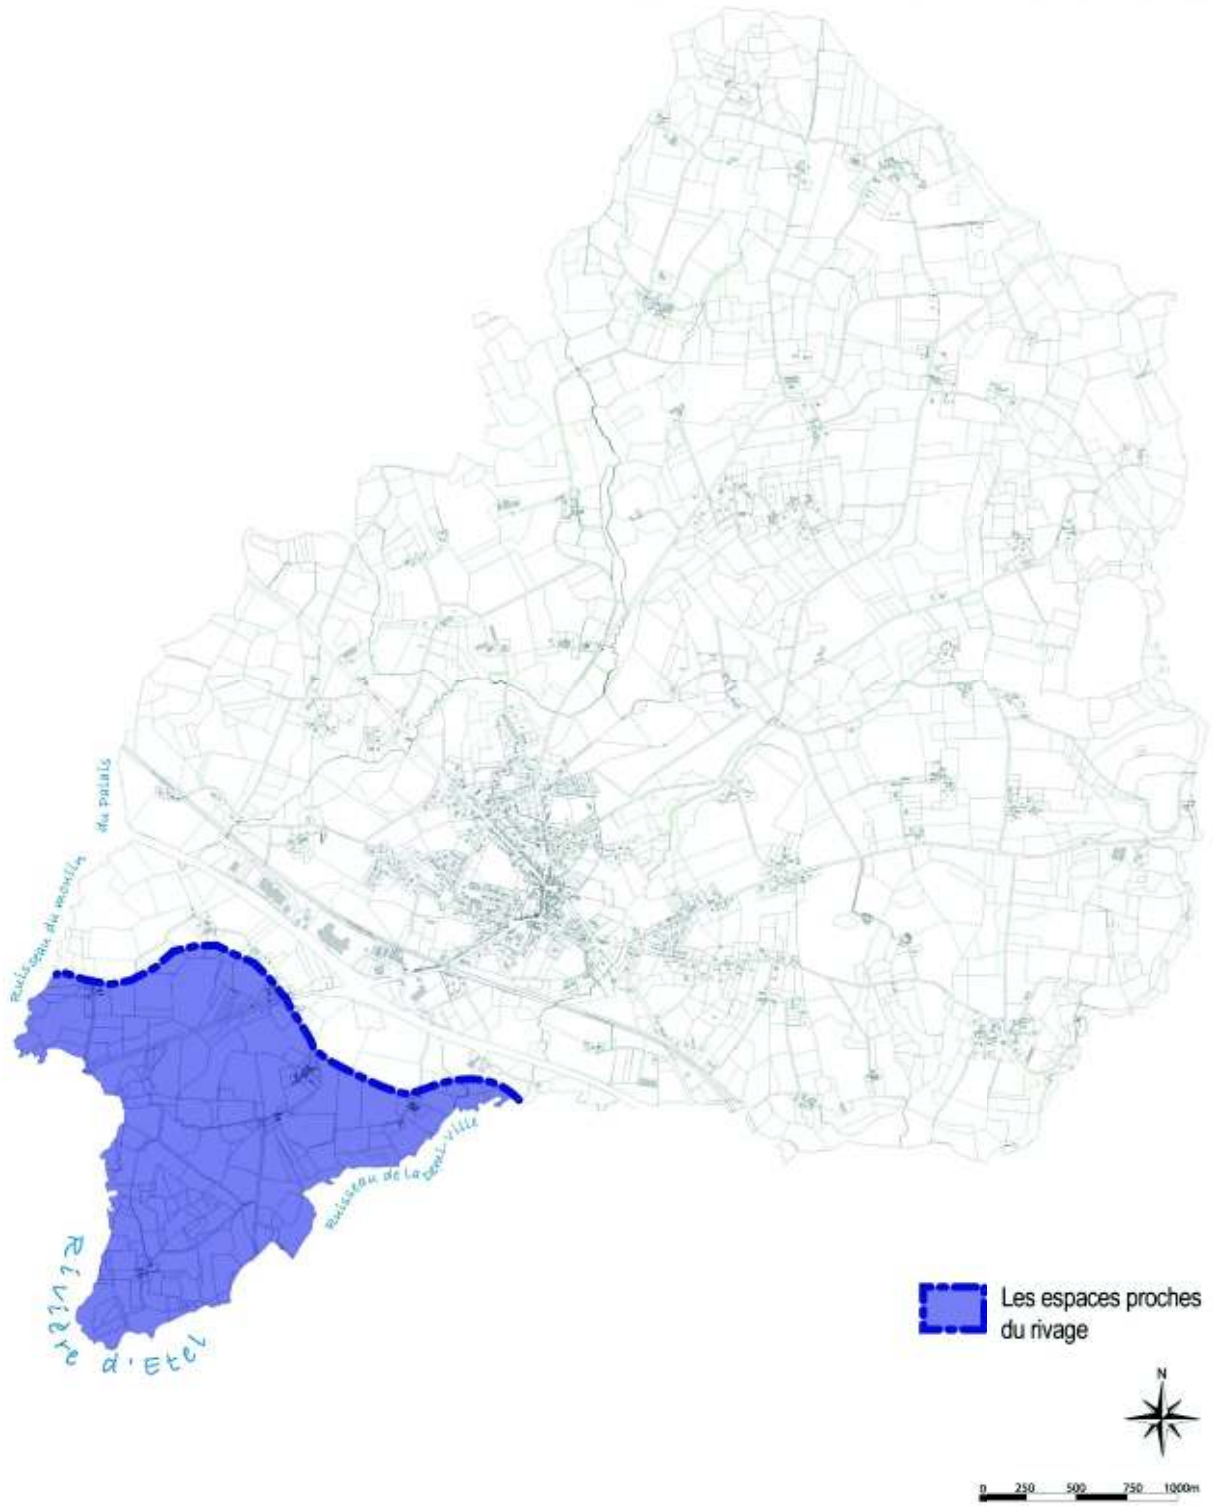 du Palais
Ruisseau du moulin
Ruisseau de la Demi-Ville
Rivière d'Etel
Les espaces proches
du rivage
N
0 250 500 750 1000m